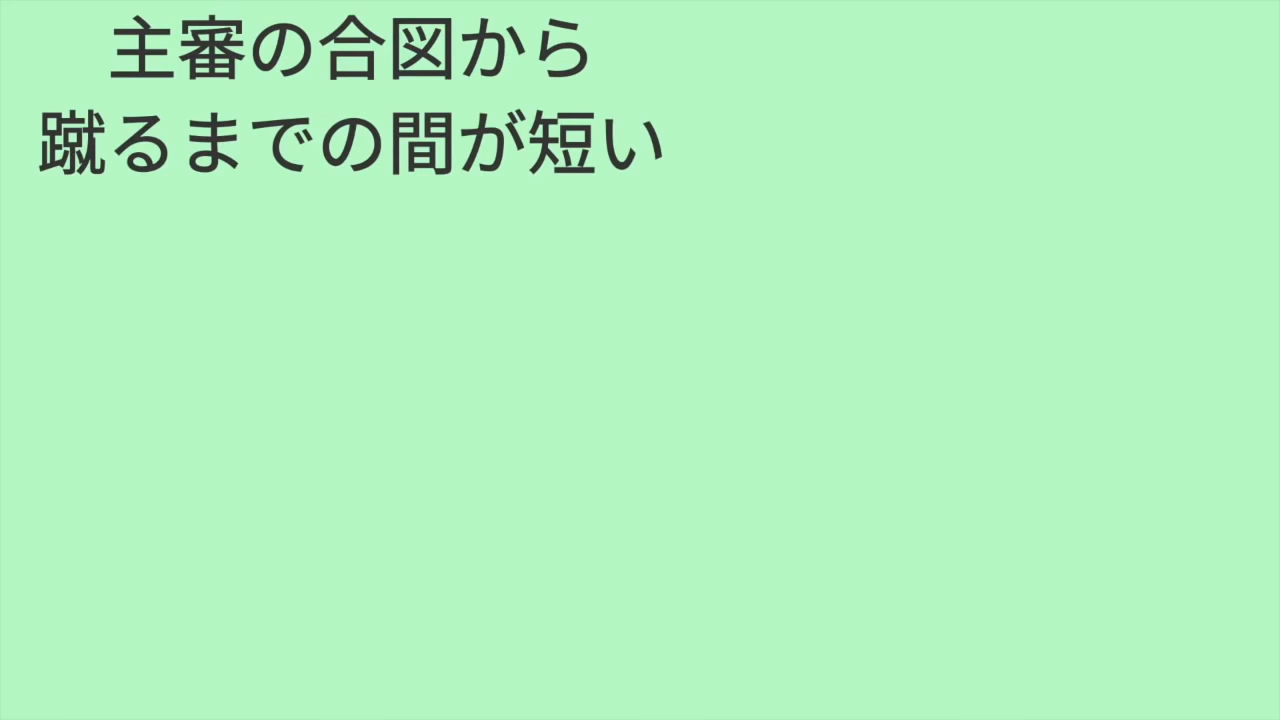 主審の合図から
蹴るまでの間が短い